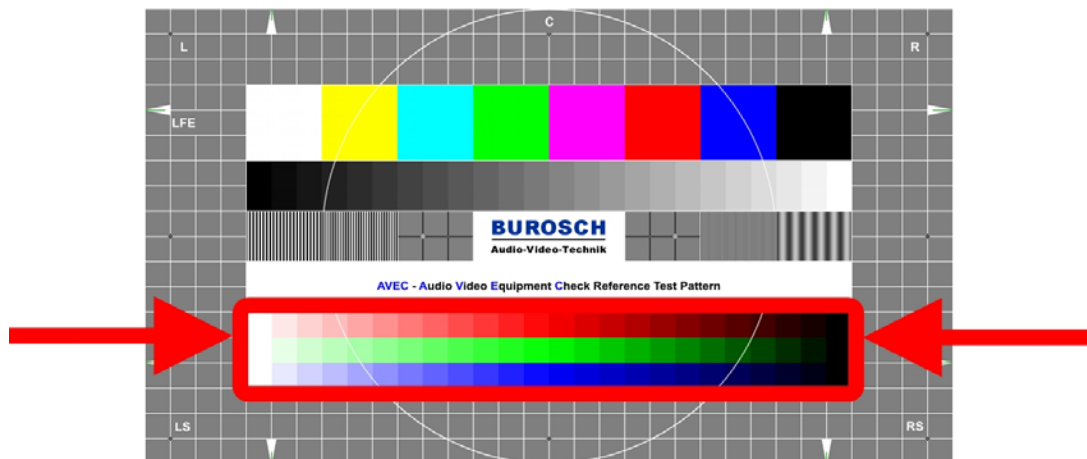 C
L
R
LFE
BUROSCH
Audio-Video-Technik
AVEC - Audio Video Equipment Check Reference Test Pattern
LS
RS